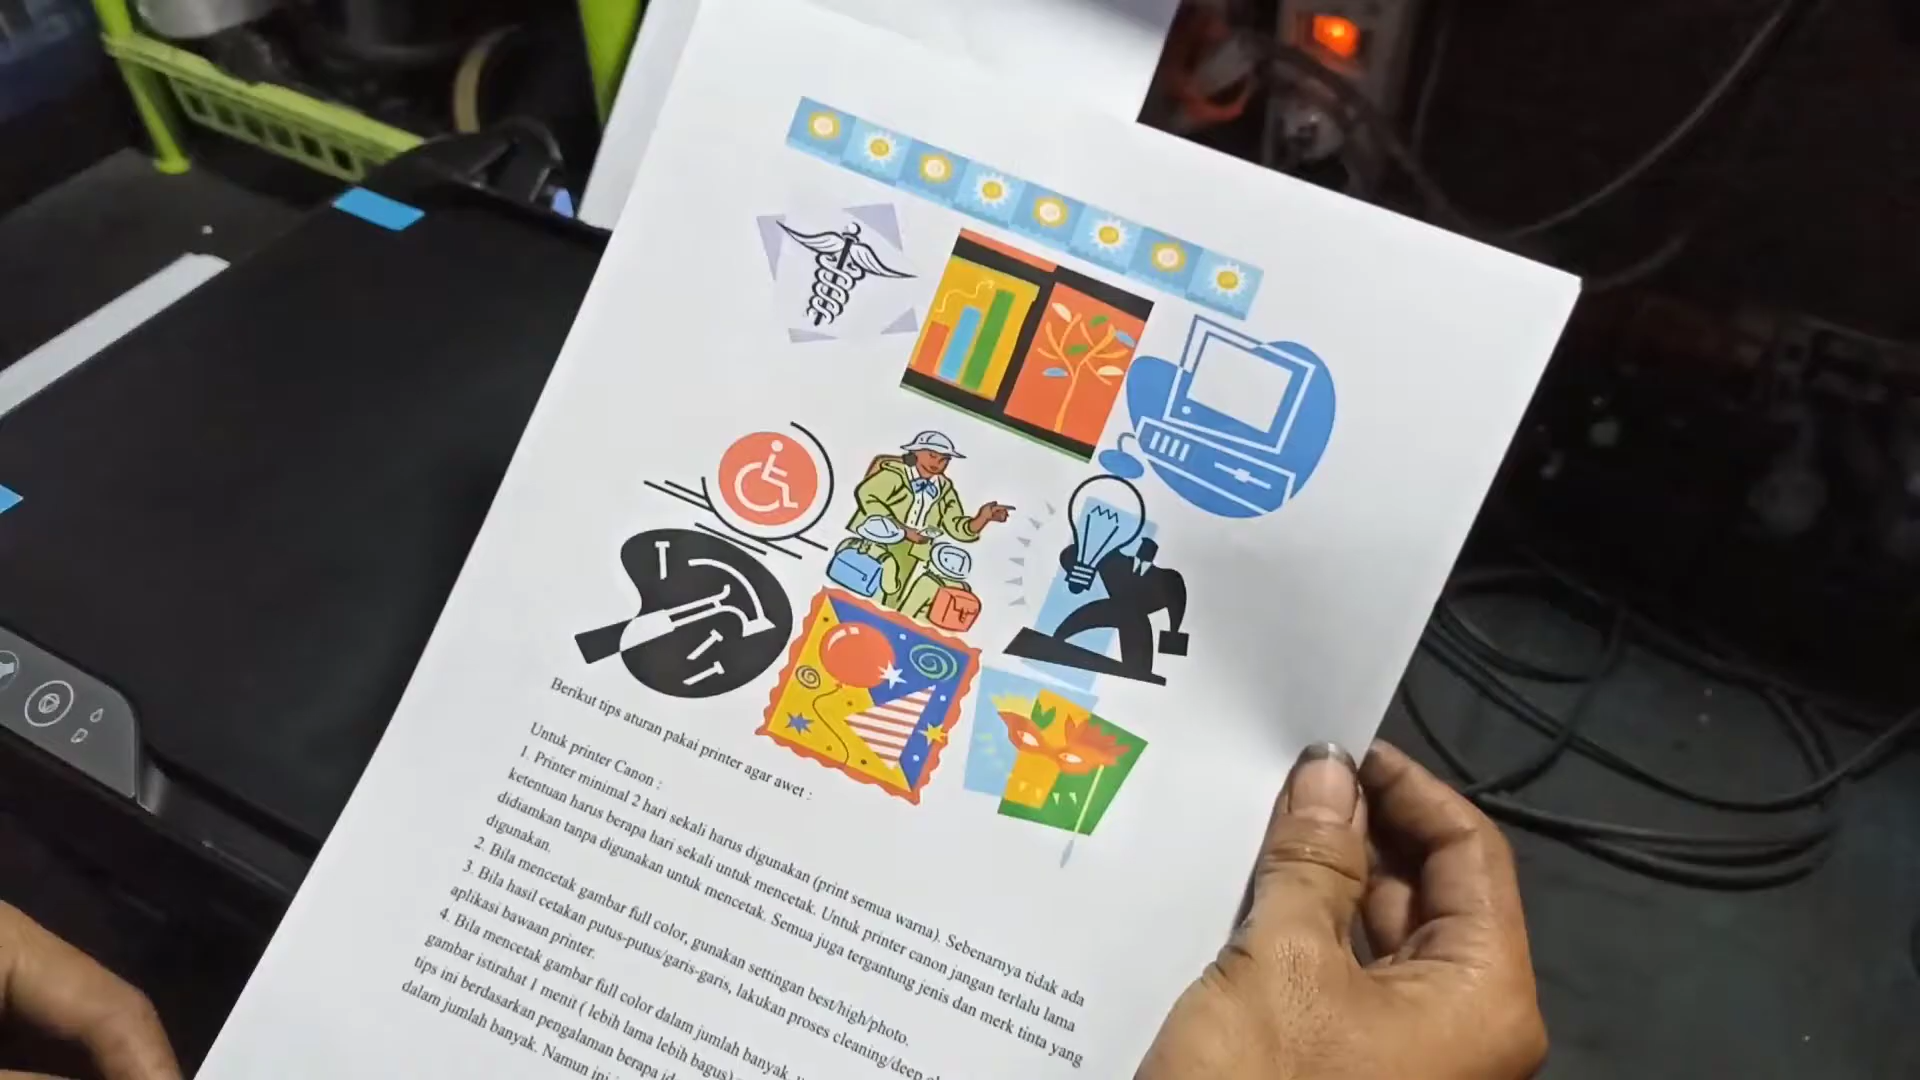 Berikut tips aturan pakai printer agar awet :
Untuk printer Canon :
1. Printer minimal 2 hari sekali harus digunakan (print semua warna). Sebenarnya tidak ada
ketentuan harus berapa hari sekali untuk mencetak. Untuk printer canon jangan terlalu lama
didiamkan tanpa digunakan untuk mencetak. Semua juga tergantung jenis dan merk tinta yang
digunakan.
2. Bila mencetak gambar full color, gunakan settingan best/high/photo.
3. Bila hasil cetakan putus-putus/garis-garis, lakukan proses cleaning/deep
aplikasi bawaan printer.
4. Bila mencetak gambar full color dalam jumlah banyak,
gambar istirahat 1 menit ( lebih lama lebih bagus)
tips ini berdasarkan pengalaman berapa
dalam jumlah banyak. Namun ini